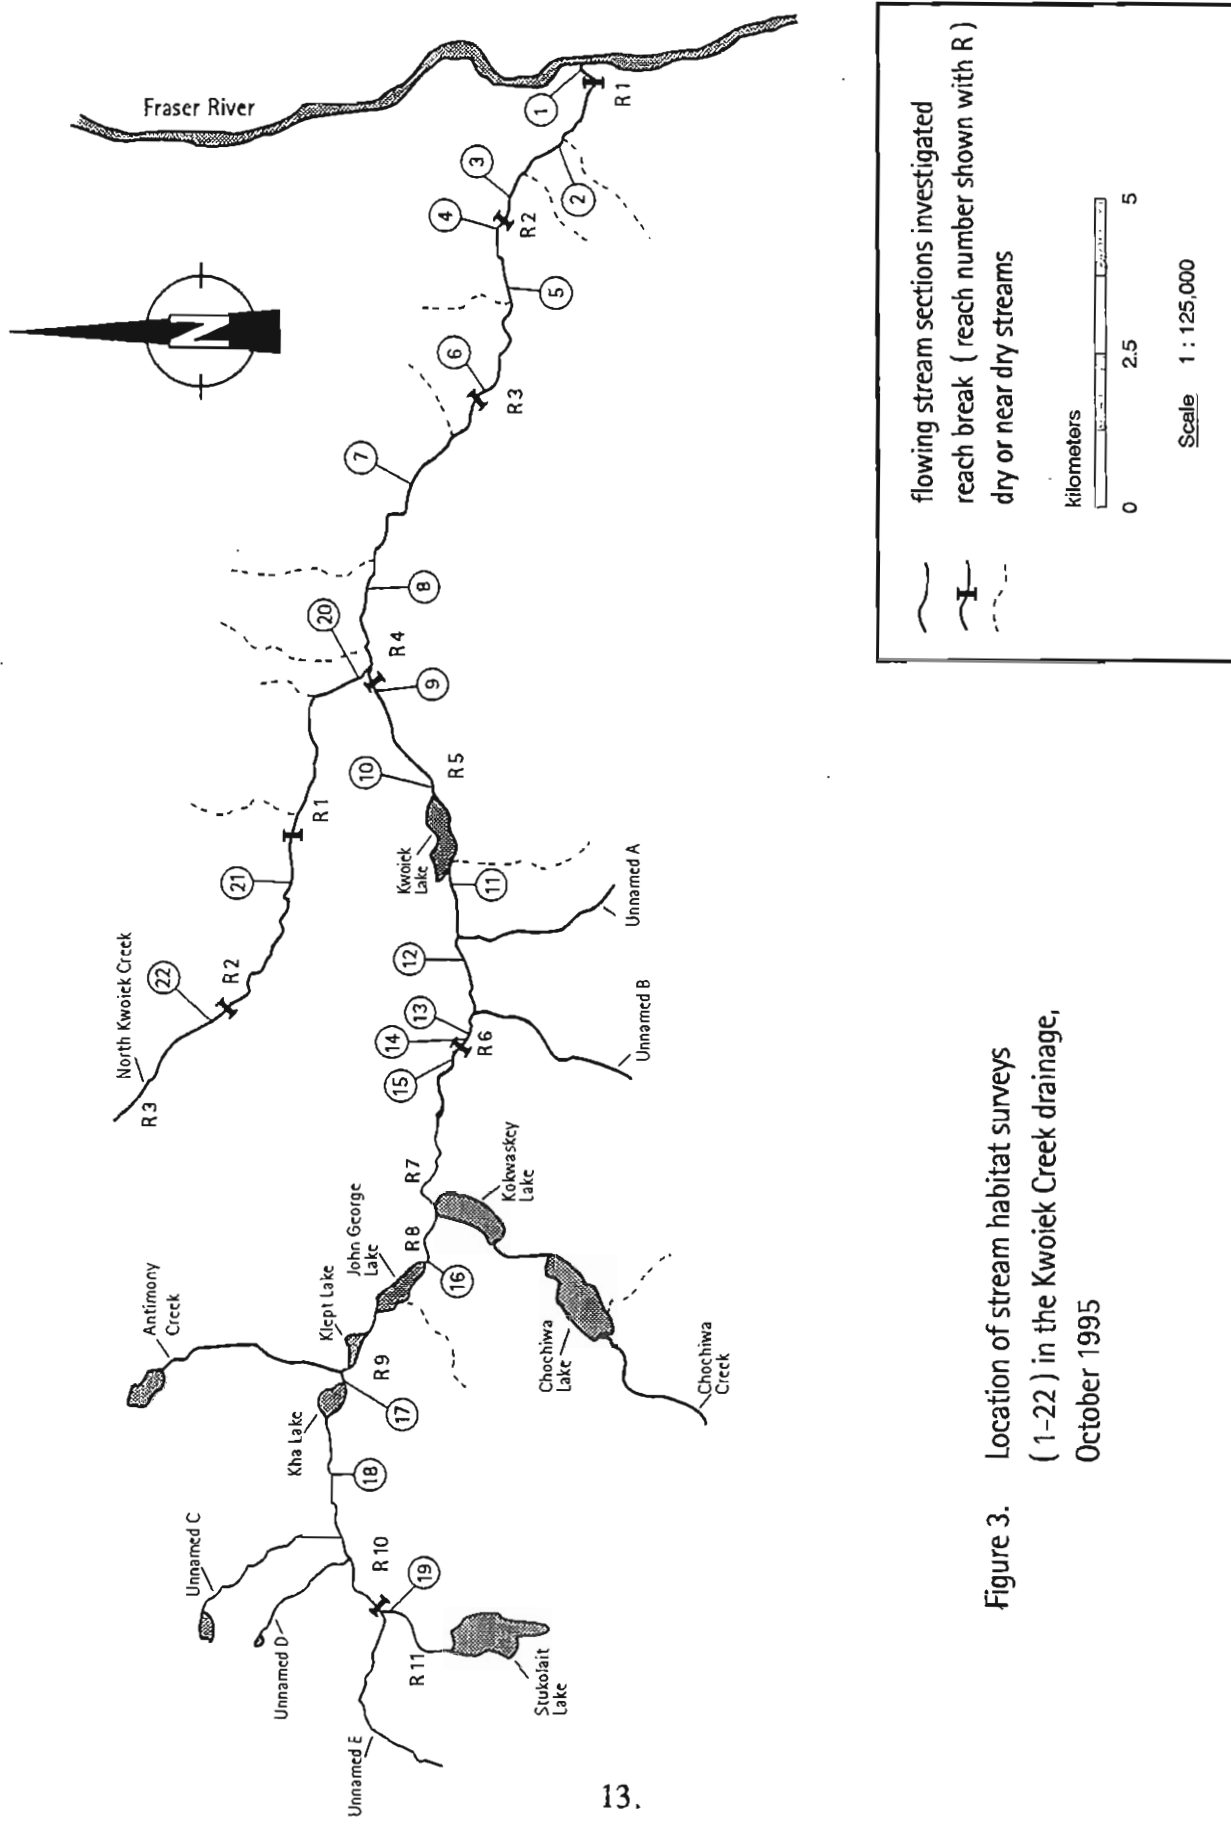 Fraser River
N
1
2
3
4
5
6
7
8
20
9
10
21
22
11
12
13
14
15
16
17
18
19
R 1
R 2
R 3
R 4
R 5
R 1
R 2
R 3
R 6
R 7
R 8
R 9
R 10
R 11
North Kwoiek Creek
Kwoiek
Lake
Unnamed A
Unnamed B
Kokwaskey
Lake
John George
Lake
Klept Lake
Antimony
Creek
Kha Lake
Chochiwa
Lake
Chochiwa
Creek
Unnamed C
Unnamed D
Unnamed E
Stukolait
Lake
flowing stream sections investigated
reach break ( reach number shown with R )
dry or near dry streams
kilometers
0 2.5 5
Scale 1 : 125,000
Figure 3. Location of stream habitat surveys
( 1-22 ) in the Kwoiek Creek drainage,
October 1995
13.